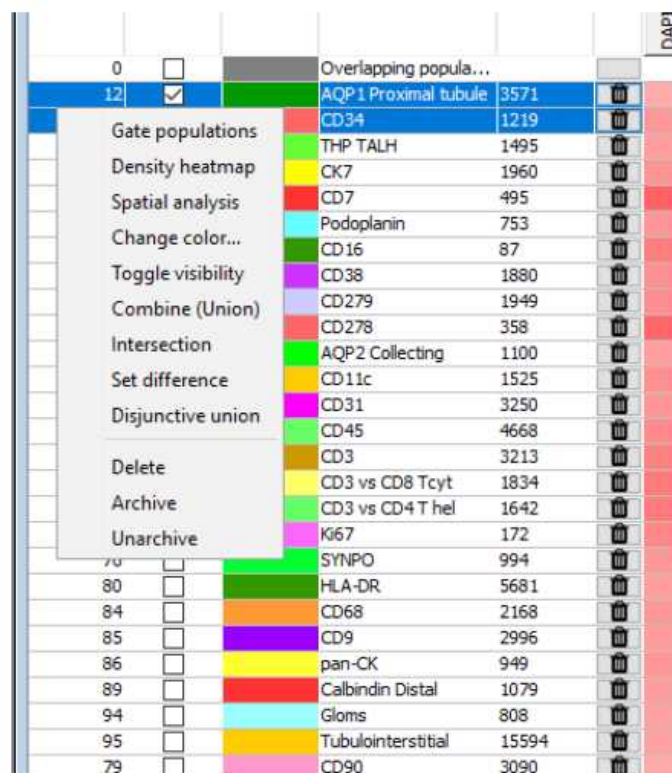 DAPI
0 Overlapping popula...
12 AQP1 Proximal tubule 3571
CD34 1219
THP TALH 1495
CK7 1960
CD7 495
Podoplanin 753
CD16 87
CD38 1880
CD279 1949
CD278 358
AQP2 Collecting 1100
CD11c 1525
CD31 3250
CD45 4668
CD3 3213
CD3 vs CD8 Tcyt 1834
CD3 vs CD4 T hel 1642
Ki67 172
SYNPO 994
80 HLA-DR 5681
84 CD68 2168
85 CD9 2996
86 pan-CK 949
89 Calbindin Distal 1079
94 Gloms 808
95 Tubulointerstitial 15594
79 CD90 3090
Gate populations
Density heatmap
Spatial analysis
Change color...
Toggle visibility
Combine (Union)
Intersection
Set difference
Disjunctive union
Delete
Archive
Unarchive